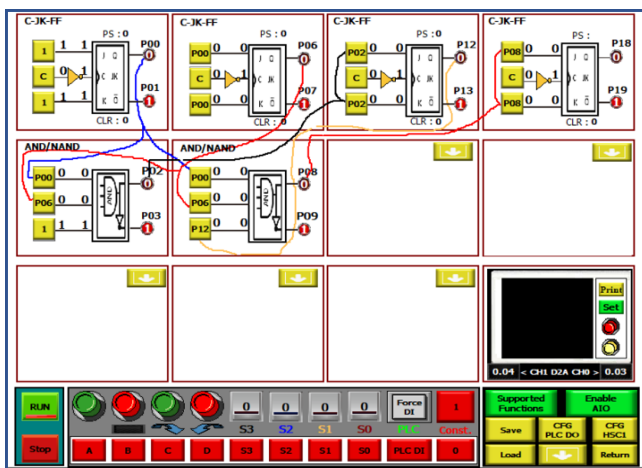 C-JK-FF
PS : 0
1 1 1 J Q 0 P00
C 0 1 C JK
1 1 1 K Q̅ 1 P01
CLR : 0
C-JK-FF
PS : 0
P00 0 0 J Q 0 P06
C 0 1 C JK
P00 0 0 K Q̅ 1 P07
CLR : 0
C-JK-FF
PS : 0
P02 0 0 J Q 0 P12
C 0 1 C JK
P02 0 0 K Q̅ 1 P13
CLR : 0
C-JK-FF
PS : 0
P08 0 0 J Q 0 P18
C 0 1 C JK
P08 0 0 K Q̅ 1 P19
CLR : 0
AND/NAND
P00 0 0 AND 0 P02
P06 0 0
1 1 1 1 P03
AND/NAND
P00 0 0 AND 0 P08
P06 0 0
P12 0 0 1 P09
Print
Set
0.04 < CH1 D2A CH0 > 0.03
RUN
0 0 0 0
Force
DI
1
S3 S2 S1 S0 PLC Const.
Stop
A B C D S3 S2 S1 S0 PLC DI 0
Supported
Functions
Enable
AIO
Save
CFG
PLC DO
CFG
HSC1
Load
Return